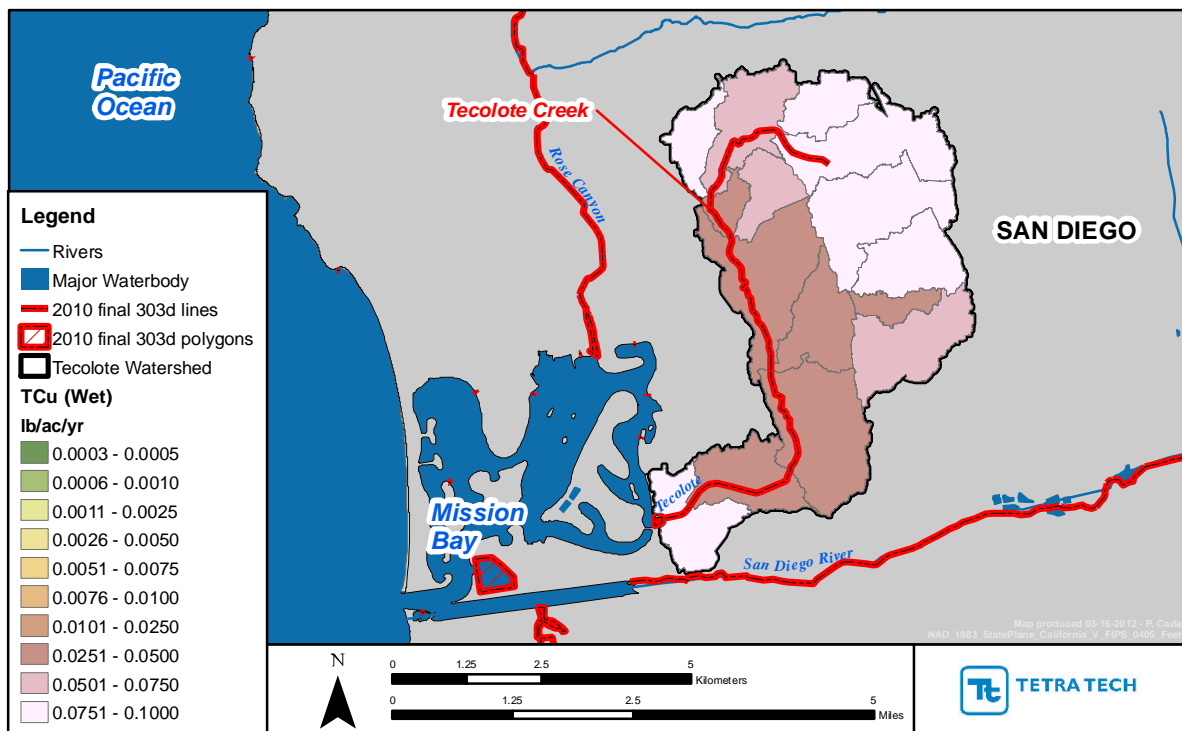 Pacific
Ocean
Tecolote Creek
Rose Canyon
SAN DIEGO
Legend
Rivers
Major Waterbody
2010 final 303d lines
2010 final 303d polygons
Tecolote Watershed
TCu (Wet)
lb/ac/yr
0.0003 - 0.0005
0.0006 - 0.0010
0.0011 - 0.0025
0.0026 - 0.0050
0.0051 - 0.0075
0.0076 - 0.0100
0.0101 - 0.0250
0.0251 - 0.0500
0.0501 - 0.0750
0.0751 - 0.1000
Tecolote
Mission
Bay
San Diego River
Map produced 03-16-2012 - P. Cada
NAD_1983_StatePlane_California_V_FIPS_0405_Feet
N
0 1.25 2.5 5
Kilometers
0 1.25 2.5 5
Miles
Tt
TETRA TECH